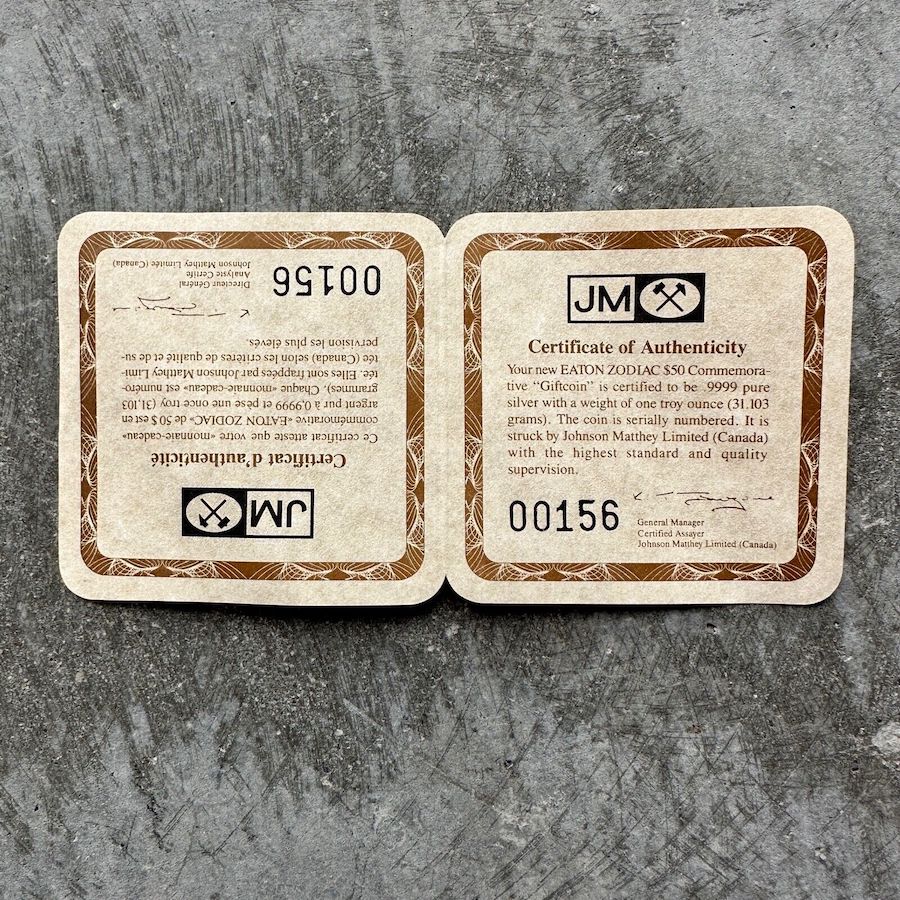 JM
Certificate of Authenticity
Your new EATON ZODIAC $50 Commemora-
tive "Giftcoin" is certified to be .9999 pure
silver with a weight of one troy ounce (31.103
grams). The coin is serially numbered. It is
struck by Johnson Matthey Limited (Canada)
with the highest standard and quality
supervision.
00156
General Manager
Certified Assayer
Johnson Matthey Limited (Canada)
JM
Certificat d'authenticité
Ce certificat atteste que votre «monnaie-cadeau»
commémorative «EATON ZODIAC» de 50 $ est en
argent pur à 0,9999 et pèse une once troy (31,103
grammes). Chaque «monnaie-cadeau» est numéro-
tée. Elles sont frappées par Johnson Matthey Limi-
tée (Canada) selon les critères de qualité et de su-
pervision les plus élevés.
00156
Directeur Général
Analyste Certifé
Johnson Matthey Limitée (Canada)